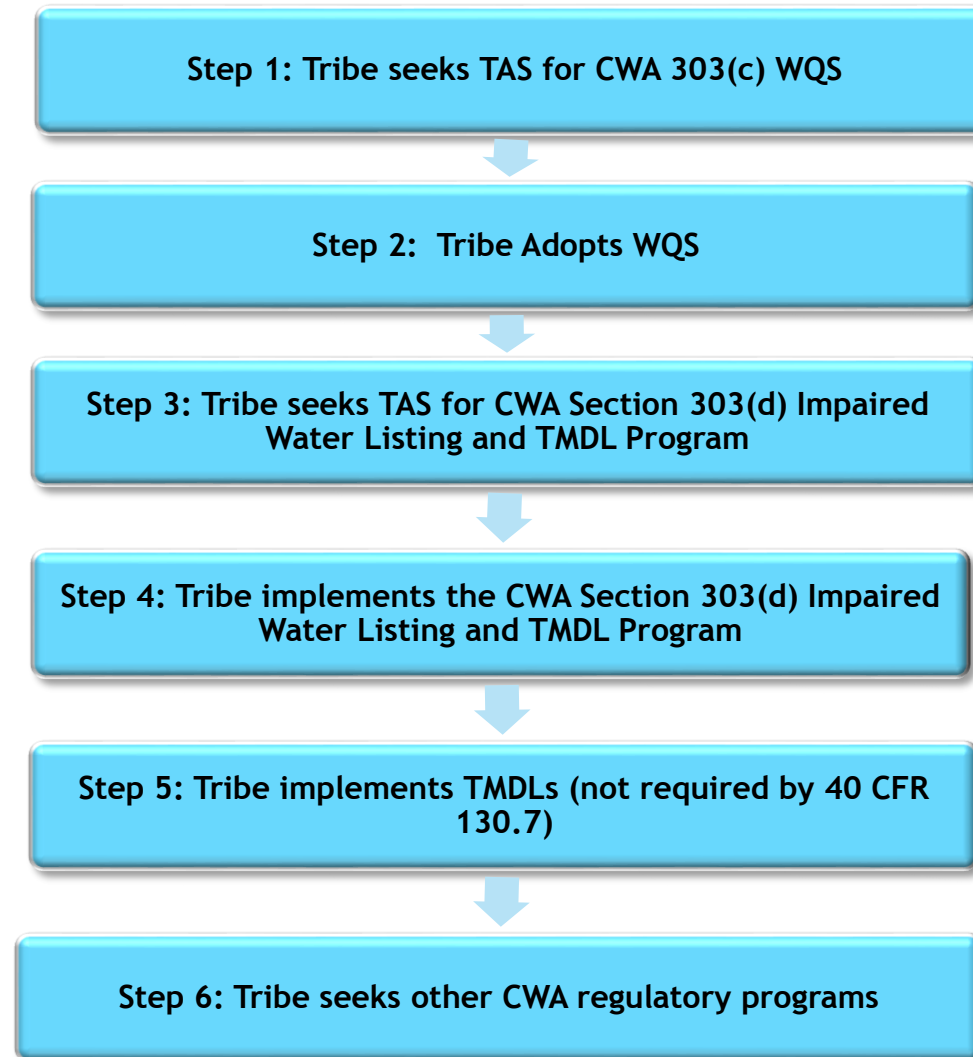 Step 1: Tribe seeks TAS for CWA 303(c) WQS
Step 2:  Tribe Adopts WQS
Step 3: Tribe seeks TAS for CWA Section 303(d) Impaired
Water Listing and TMDL Program
Step 4: Tribe implements the CWA Section 303(d) Impaired
Water Listing and TMDL Program
Step 5: Tribe implements TMDLs (not required by 40 CFR
130.7)
Step 6: Tribe seeks other CWA regulatory programs